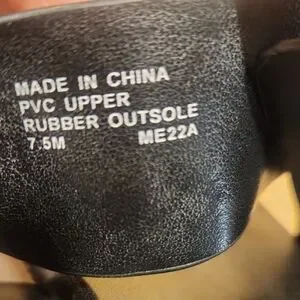 MADE IN CHINA
PVC UPPER
RUBBER OUTSOLE
7.5M ME22A